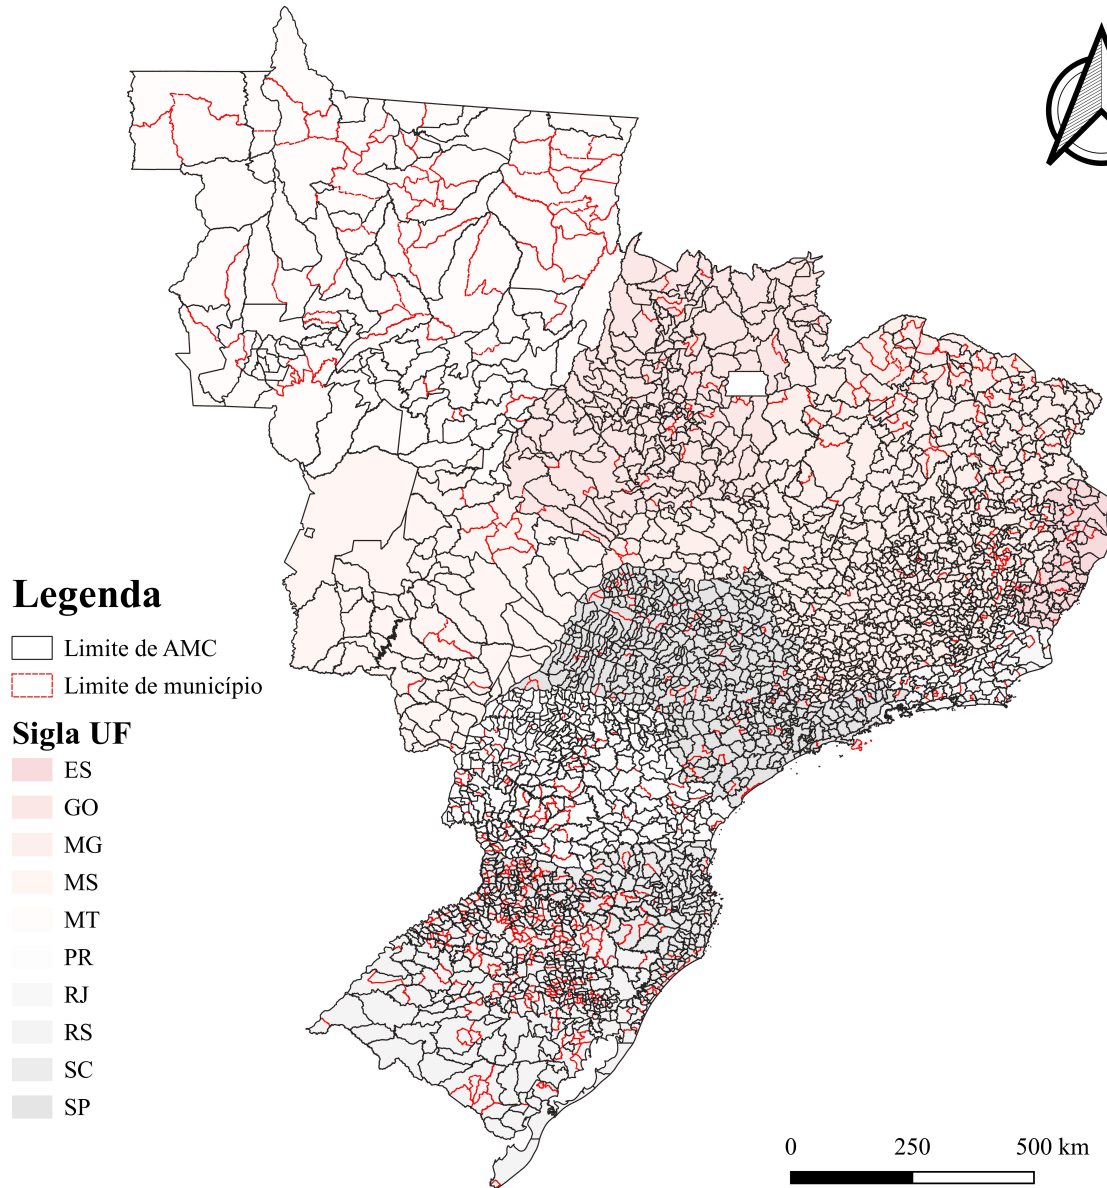 Legenda
Limite de AMC
Limite de município
Sigla UF
ES
GO
MG
MS
MT
PR
RJ
RS
SC
SP
0 250 500 km